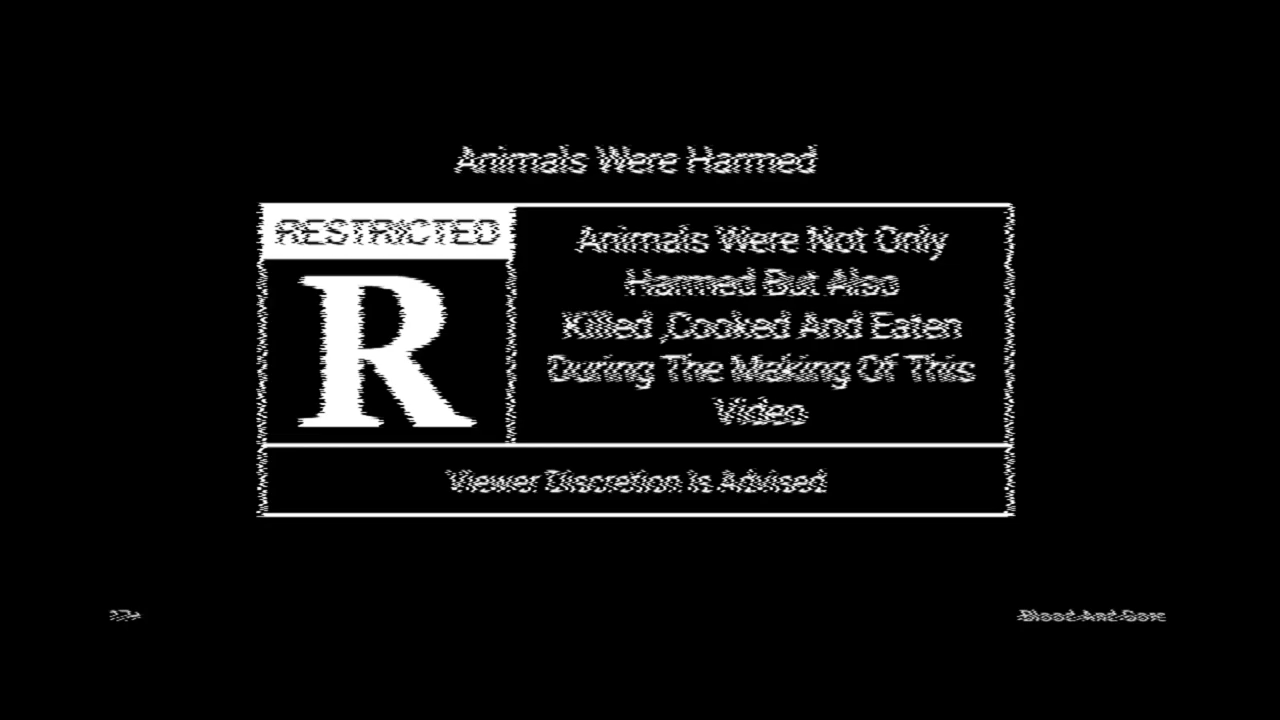 Animals Were Harmed
RESTRICTED
R
Animals Were Not Only
Harmed But Also
Killed ,Cooked And Eaten
During The Making Of This
Video
Viewer Discretion Is Advised
Blood And Gore